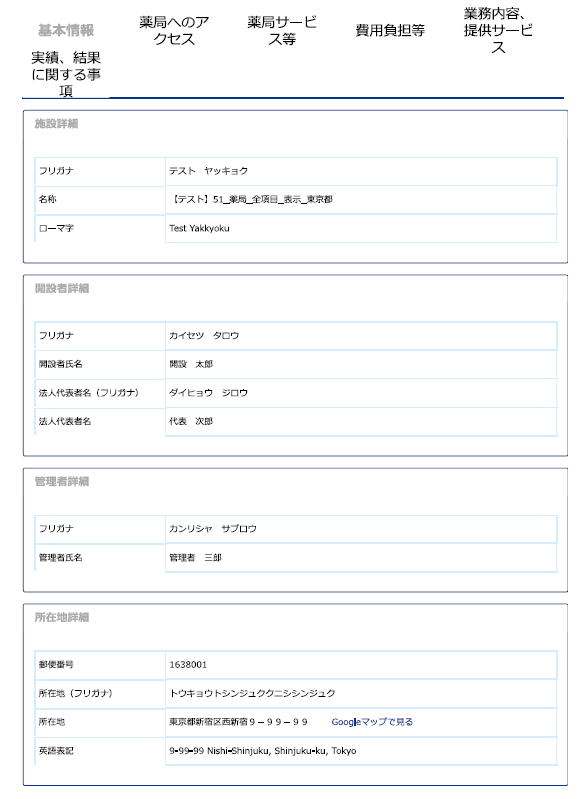 基本情報
薬局へのア
クセス
薬局サービ
ス等
費用負担等
業務内容、
提供サービ
ス
実績、結果
に関する事
項
施設詳細
フリガナ テスト　ヤッキョク
名称 【テスト】51_薬局_全項目_表示_東京都
ローマ字 Test Yakkyoku
開設者詳細
フリガナ カイセツ　タロウ
開設者氏名 開設　太郎
法人代表者名（フリガナ） ダイヒョウ　ジロウ
法人代表者名 代表　次郎
管理者詳細
フリガナ カンリシャ　サブロウ
管理者氏名 管理者　三郎
所在地詳細
郵便番号 1638001
所在地（フリガナ） トウキョウトシンジュククニシシンジュク
所在地 東京都新宿区西新宿９－９９－９９ Googleマップで見る
英語表記 9-99-99 Nishi-Shinjuku, Shinjuku-ku, Tokyo